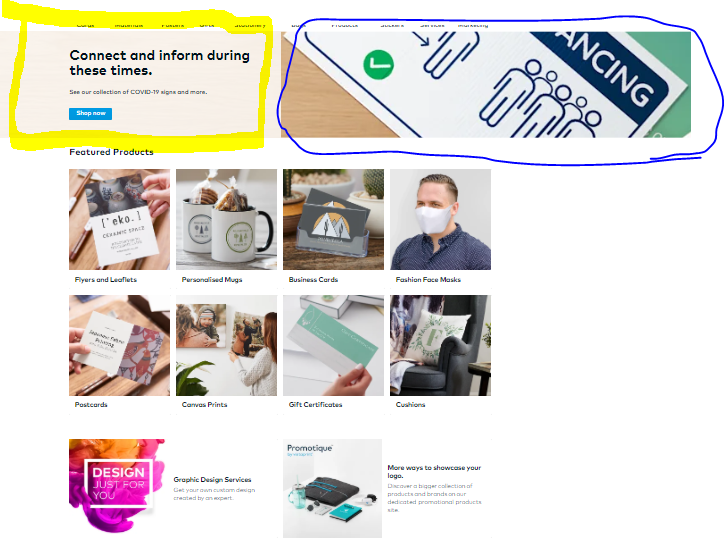 Cards Materials Posters Gifts Stationery Products Stickers Services Marketing
Connect and inform during
these times.
See our collection of COVID-19 signs and more.
Shop now
ANCING
Featured Products
['eko.]
CERAMIC SPACE
Flyers and Leaflets
Personalised Mugs
Business Cards
Fashion Face Masks
Postcards
Canvas Prints
Gift Certificates
Cushions
DESIGN
JUST FOR
YOU
Graphic Design Services
Get your own custom design
created by an expert.
Promotique
More ways to showcase your
logo.
Discover a bigger collection of
products and brands on our
dedicated promotional products
site.